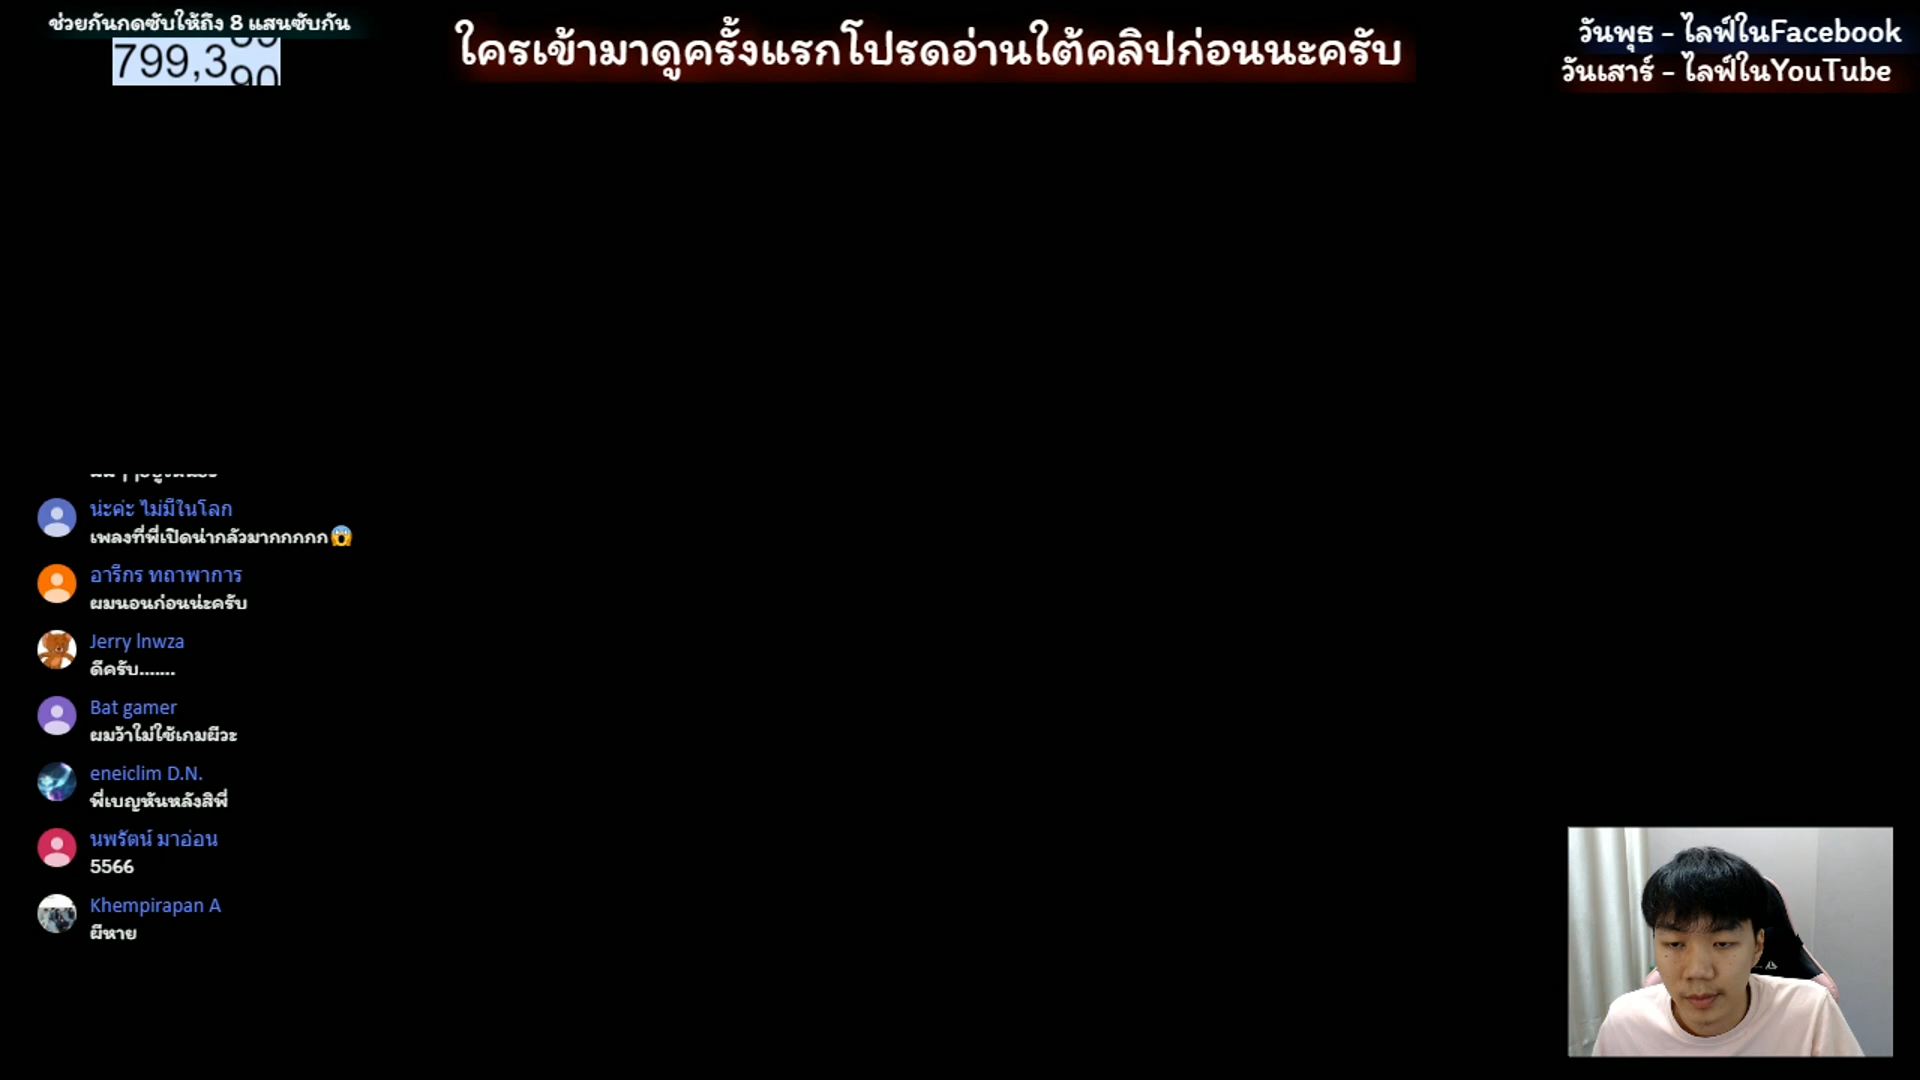 ช่วยกันกดซับให้ถึง 8 แสนซับกัน
799,3
ใครเข้ามาดูครั้งแรกโปรดอ่านใต้คลิปก่อนนะครับ
วันพุธ - ไลฟ์ในFacebook
วันเสาร์ - ไลฟ์ในYouTube
น่ะค่ะ ไม่มีในโลก
เพลงที่พี่เปิดน่ากลัวมากกกกก😱
อารีกร ทถาพาการ
ผมนอนก่อนน่ะครับ
Jerry lnwza
ดีครับ.......
Bat gamer
ผมว้าไม่ใช้เกมผีวะ
eneiclim D.N.
พี่เบญหันหลังสิพี่
นพรัตน์ มาอ่อน
5566
Khempirapan A
ผีหาย